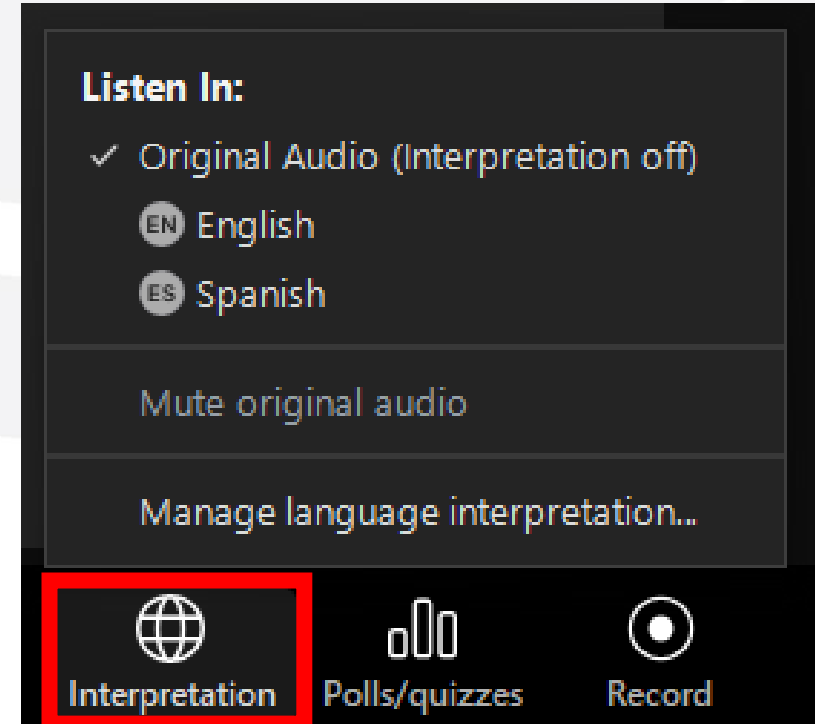 Listen In:
✓ Original Audio (Interpretation off)
EN English
ES Spanish
Mute original audio
Manage language interpretation...
Interpretation Polls/quizzes Record